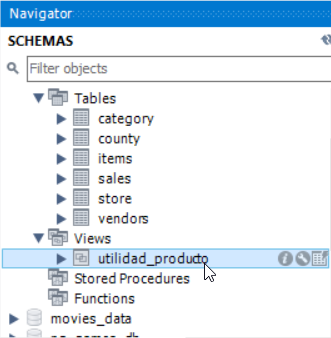 Navigator
SCHEMAS
Filter objects
Tables
category
county
items
sales
store
vendors
Views
utilidad_producto
Stored Procedures
Functions
movies_data